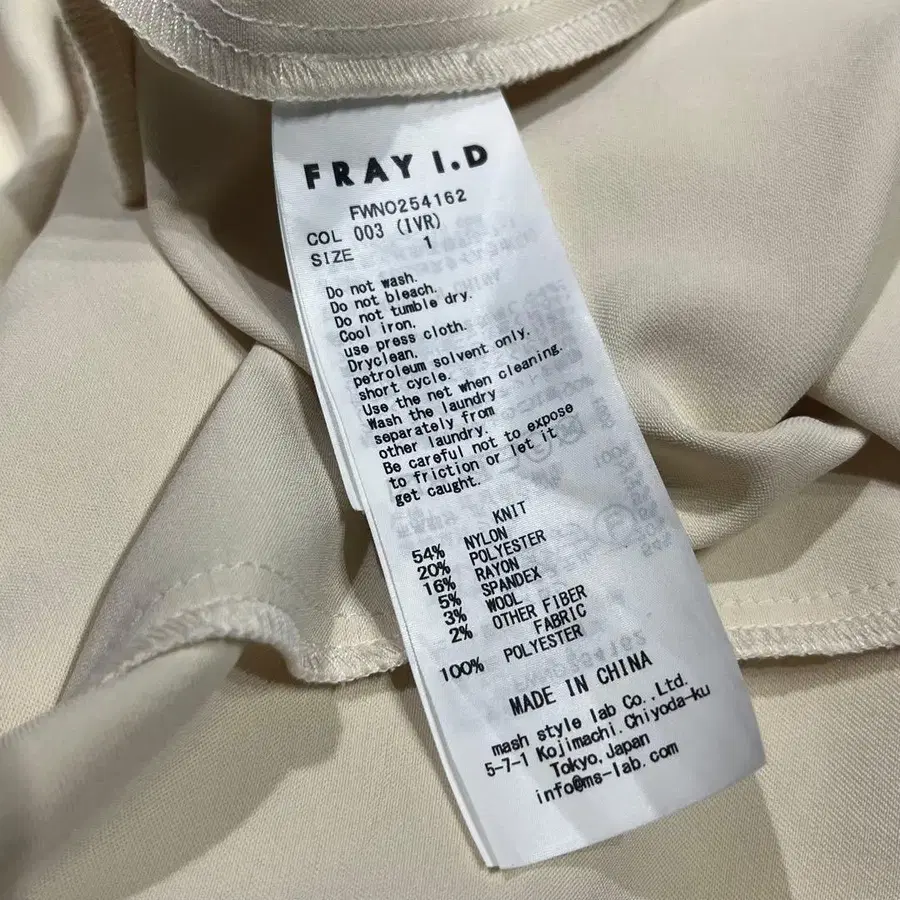 FRAY I.D
FWNO254162
COL 003 (IVR)
SIZE 1
Do not wash.
Do not bleach.
Do not tumble dry.
Cool iron.
use press cloth.
Dryclean.
petroleum solvent only.
short cycle.
Use the net when cleaning.
Wash the laundry
separately from
other laundry.
Be careful not to expose
to friction or let it
get caught.
KNIT
54% NYLON
20% POLYESTER
16% RAYON
5% SPANDEX
3% WOOL
2% OTHER FIBER
FABRIC
100% POLYESTER
MADE IN CHINA
mash style lab Co.,Ltd.
5-7-1 Kojimachi.Chiyoda-ku
Tokyo, Japan
info@ms-lab.com